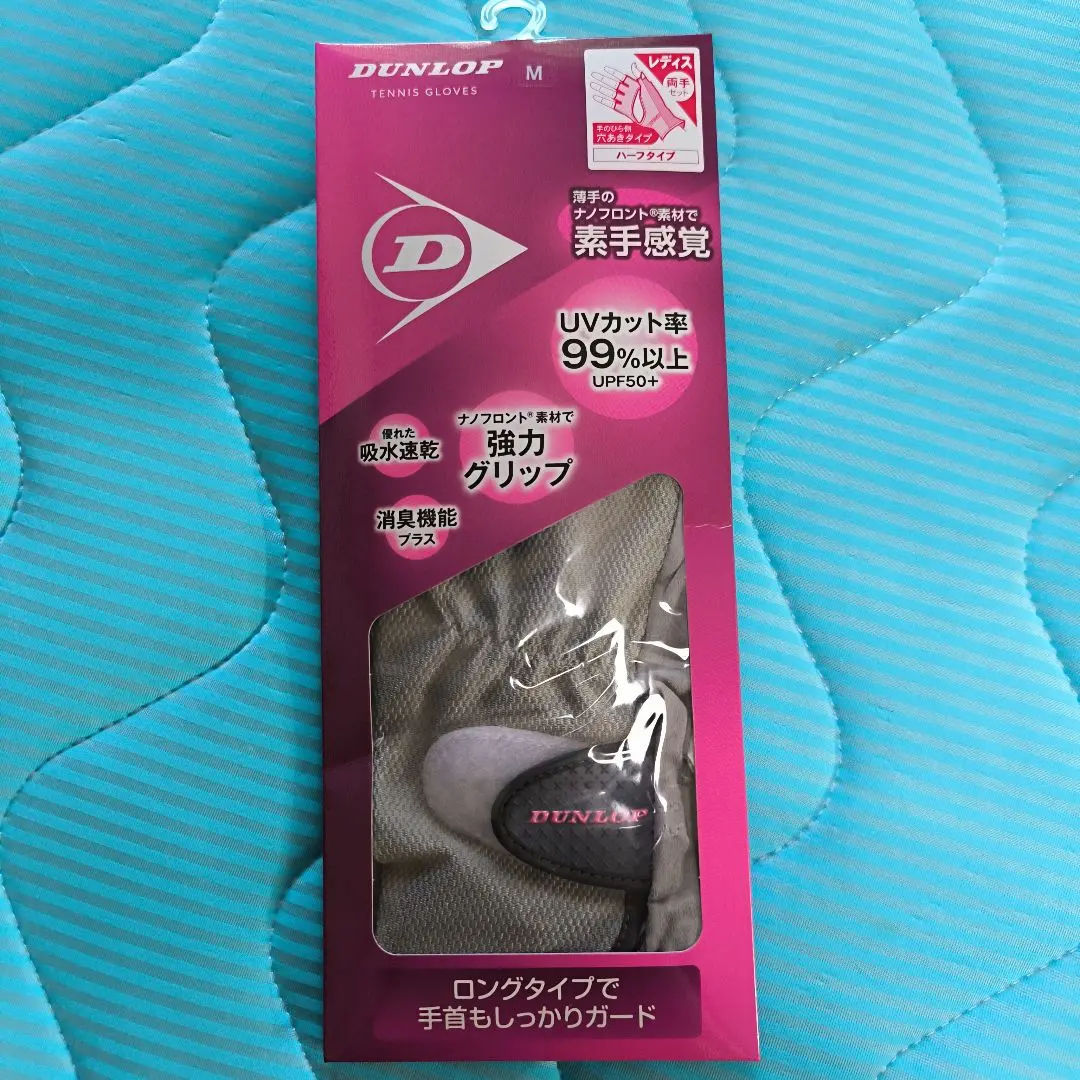 DUNLOP M
TENNIS GLOVES
レディス
両手
セット
手のひら側
穴あきタイプ
ハーフタイプ
薄手の
ナノフロント®素材で
素手感覚
D
UVカット率
99%以上
UPF50+
優れた
吸水速乾
ナノフロント®素材で
強力
グリップ
消臭機能
プラス
DUNLOP
ロングタイプで
手首もしっかりガード